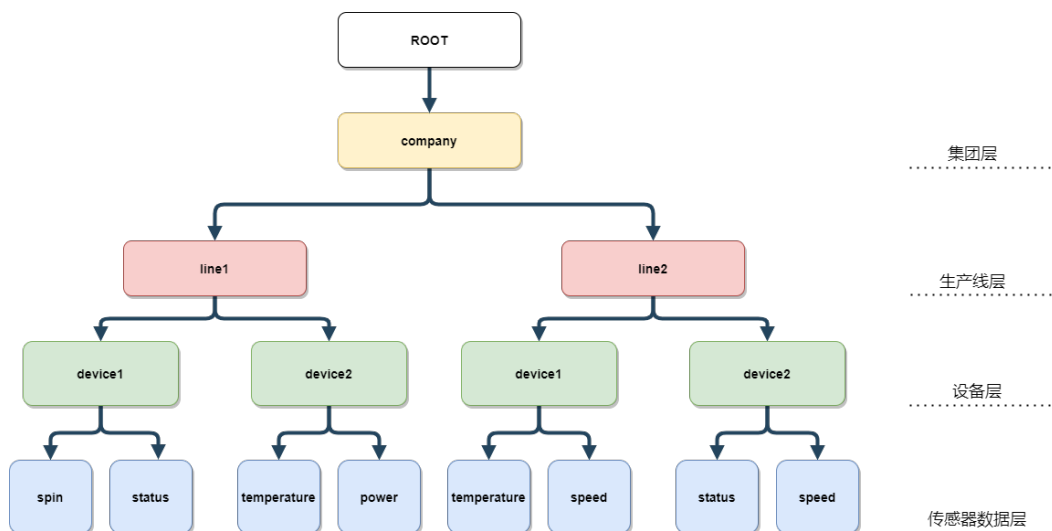 ROOT
company
集团层
line1
line2
生产线层
device1
device2
device1
device2
设备层
spin
status
temperature
power
temperature
speed
status
speed
传感器数据层